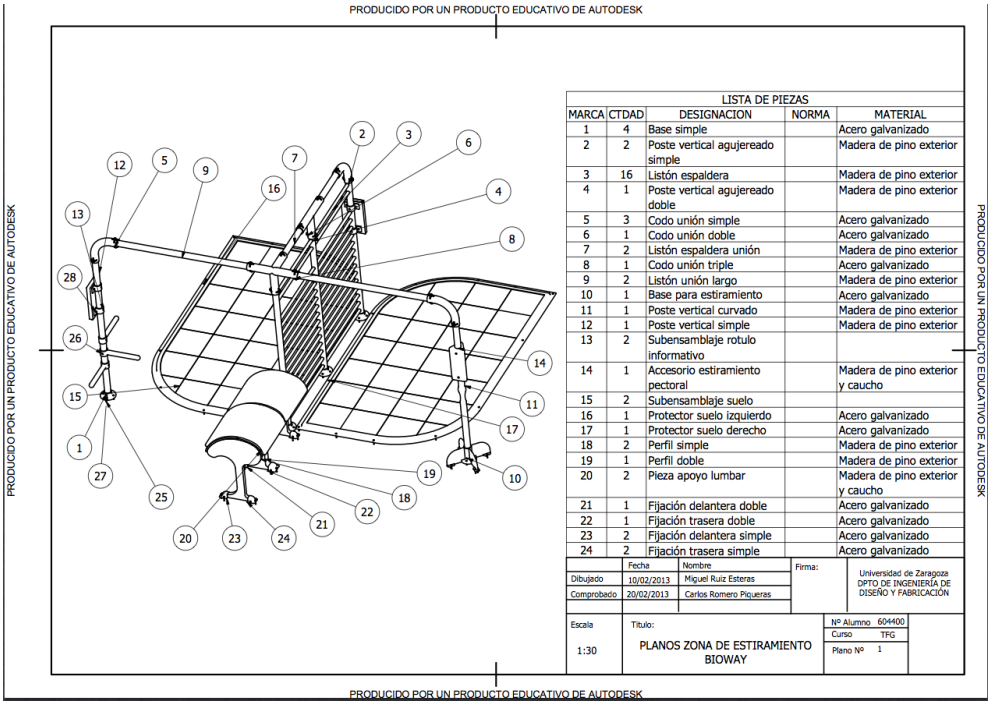 PRODUCIDO POR UN PRODUCTO EDUCATIVO DE AUTODESK
PRODUCIDO POR UN PRODUCTO EDUCATIVO DE AUTODESK
2
3
6
7
5
12
9
16
4
13
8
28
26
14
15
11
17
1
19
10
27
18
25
22
21
20
23
24
LISTA DE PIEZAS
MARCA CTDAD DESIGNACION NORMA MATERIAL
1 4 Base simple Acero galvanizado
2 2 Poste vertical agujereado Madera de pino exterior
simple
3 16 Listón espaldera Madera de pino exterior
4 1 Poste vertical agujereado Madera de pino exterior
doble
5 3 Codo unión simple Acero galvanizado
6 1 Codo unión doble Acero galvanizado
7 2 Listón espaldera unión Madera de pino exterior
8 1 Codo unión triple Acero galvanizado
9 2 Listón unión largo Madera de pino exterior
10 1 Base para estiramiento Acero galvanizado
11 1 Poste vertical curvado Madera de pino exterior
12 1 Poste vertical simple Madera de pino exterior
13 2 Subensamblaje rotulo
informativo
14 1 Accesorio estiramiento Madera de pino exterior
pectoral y caucho
15 2 Subensamblaje suelo
16 1 Protector suelo izquierdo Acero galvanizado
17 1 Protector suelo derecho Acero galvanizado
18 2 Perfil simple Madera de pino exterior
19 1 Perfil doble Madera de pino exterior
20 2 Pieza apoyo lumbar Madera de pino exterior
y caucho
21 1 Fijación delantera doble Acero galvanizado
22 1 Fijación trasera doble Acero galvanizado
23 2 Fijación delantera simple Acero galvanizado
24 2 Fijación trasera simple Acero galvanizado
Fecha Nombre Firma:
Dibujado 10/02/2013 Miguel Ruiz Esteras
Comprobado 20/02/2013 Carlos Romero Piqueras
Universidad de Zaragoza
DPTO DE INGENIERÍA DE
DISEÑO Y FABRICACIÓN
Escala
1:30
Titulo:
PLANOS ZONA DE ESTIRAMIENTO
BIOWAY
Nº Alumno 604400
Curso TFG
Plano Nº 1
PRODUCIDO POR UN PRODUCTO EDUCATIVO DE AUTODESK
PRODUCIDO POR UN PRODUCTO EDUCATIVO DE AUTODESK